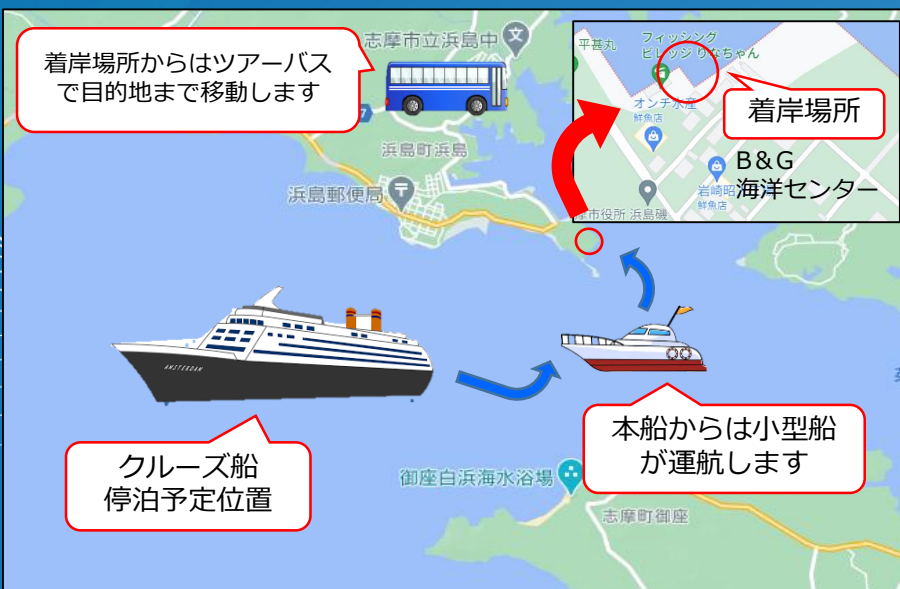 着岸場所からはツアーバス
で目的地まで移動します
志摩市立浜島中
文
浜島町浜島
浜島郵便局
平甚丸
フィッシング
ビレッジ りなちゃん
オンチ水産
鮮魚店
着岸場所
B&G
海洋センター
岩崎昭
鮮魚店
市役所 浜島磯
AMSTERDAM
クルーズ船
停泊予定位置
本船からは小型船
が運航します
御座白浜海水浴場
志摩町御座